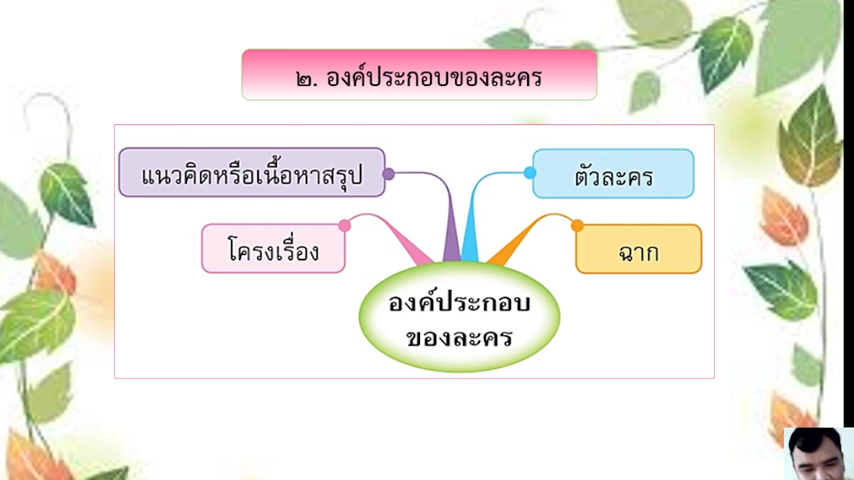 ๒. องค์ประกอบของละคร
แนวคิดหรือเนื้อหาสรุป
ตัวละคร
โครงเรื่อง
ฉาก
องค์ประกอบ
ของละคร